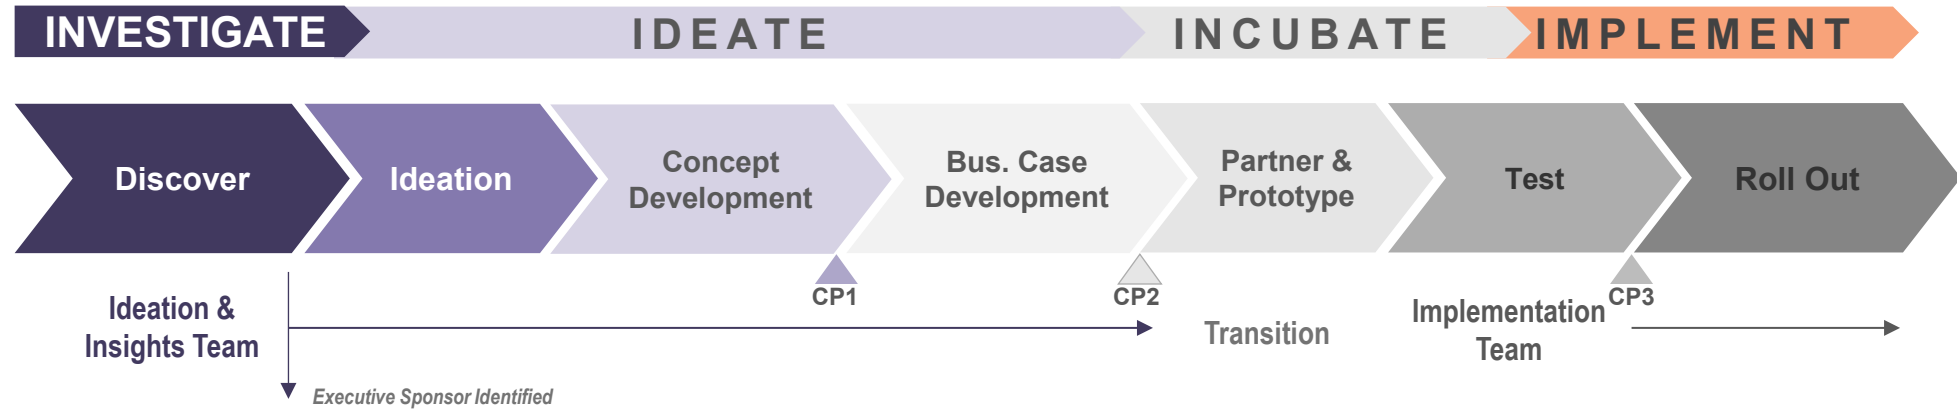 INVESTIGATE
IDEATE
INCUBATE
IMPLEMENT
Discover
Ideation
Concept
Development
Bus. Case
Development
Partner &
Prototype
Test
Roll Out
CP1
CP2
CP3
Ideation &
Insights Team
Transition
Implementation
Team
Executive Sponsor Identified